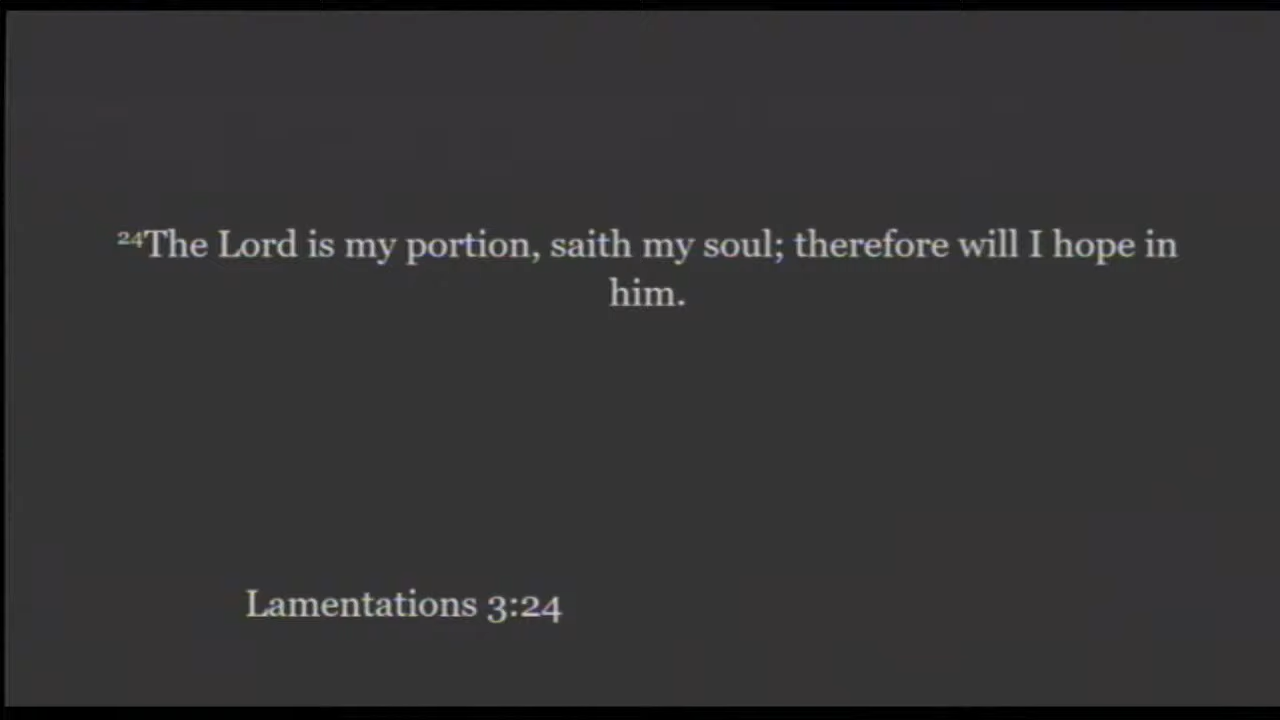 ²⁴The Lord is my portion, saith my soul; therefore will I hope in
him.
Lamentations 3:24